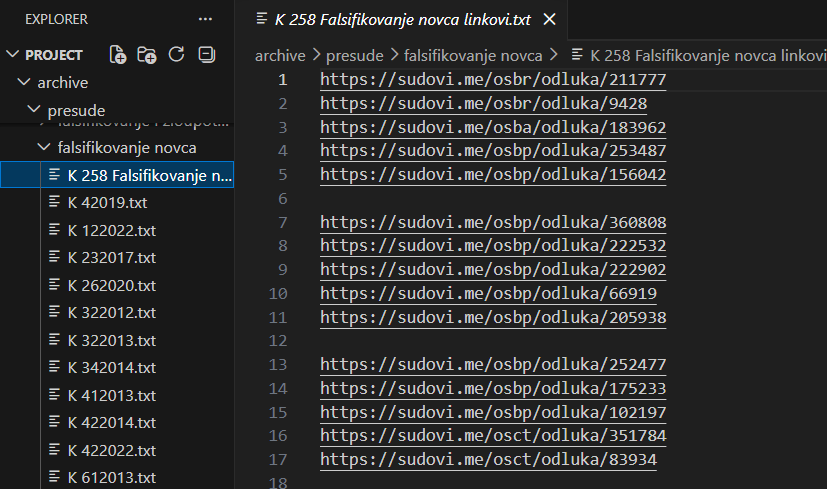 EXPLORER
PROJECT
archive
presude
falsifikovanje i zloupot...
falsifikovanje novca
K 258 Falsifikovanje n...
K 42019.txt
K 122022.txt
K 232017.txt
K 262020.txt
K 322012.txt
K 322013.txt
K 342014.txt
K 412013.txt
K 422014.txt
K 422022.txt
K 612013.txt
K 258 Falsifikovanje novca linkovi.txt
archive > presude > falsifikovanje novca > K 258 Falsifikovanje novca linkovi
1 https://sudovi.me/osbr/odluka/211777
2 https://sudovi.me/osbr/odluka/9428
3 https://sudovi.me/osba/odluka/183962
4 https://sudovi.me/osbp/odluka/253487
5 https://sudovi.me/osbp/odluka/156042
6
7 https://sudovi.me/osbp/odluka/360808
8 https://sudovi.me/osbp/odluka/222532
9 https://sudovi.me/osbp/odluka/222902
10 https://sudovi.me/osbp/odluka/66919
11 https://sudovi.me/osbp/odluka/205938
12
13 https://sudovi.me/osbp/odluka/252477
14 https://sudovi.me/osbp/odluka/175233
15 https://sudovi.me/osbp/odluka/102197
16 https://sudovi.me/osct/odluka/351784
17 https://sudovi.me/osct/odluka/83934
18